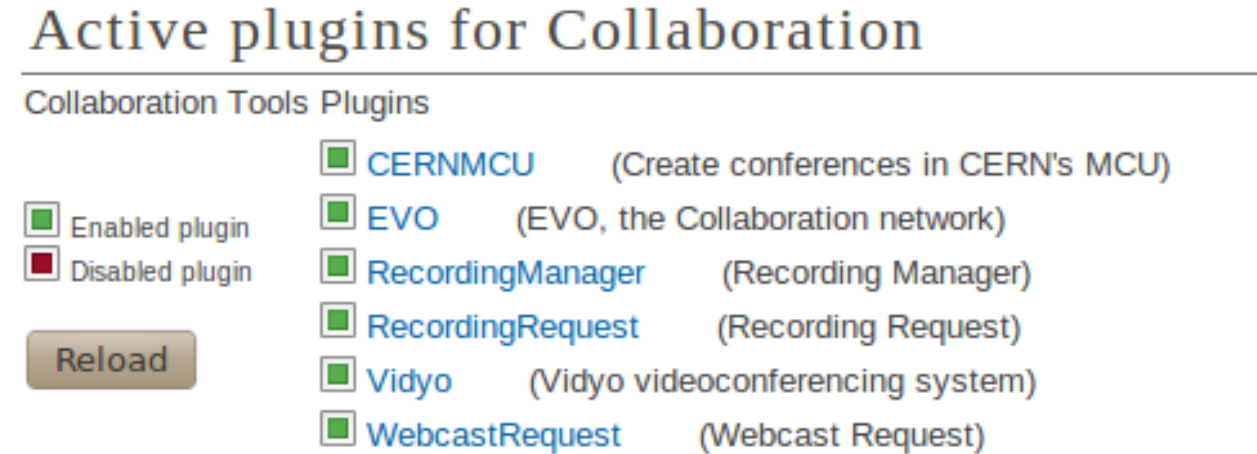 Active plugins for Collaboration
Collaboration Tools Plugins
CERNMCU (Create conferences in CERN's MCU)
EVO (EVO, the Collaboration network)
RecordingManager (Recording Manager)
RecordingRequest (Recording Request)
Vidyo (Vidyo videoconferencing system)
WebcastRequest (Webcast Request)
Enabled plugin
Disabled plugin
Reload